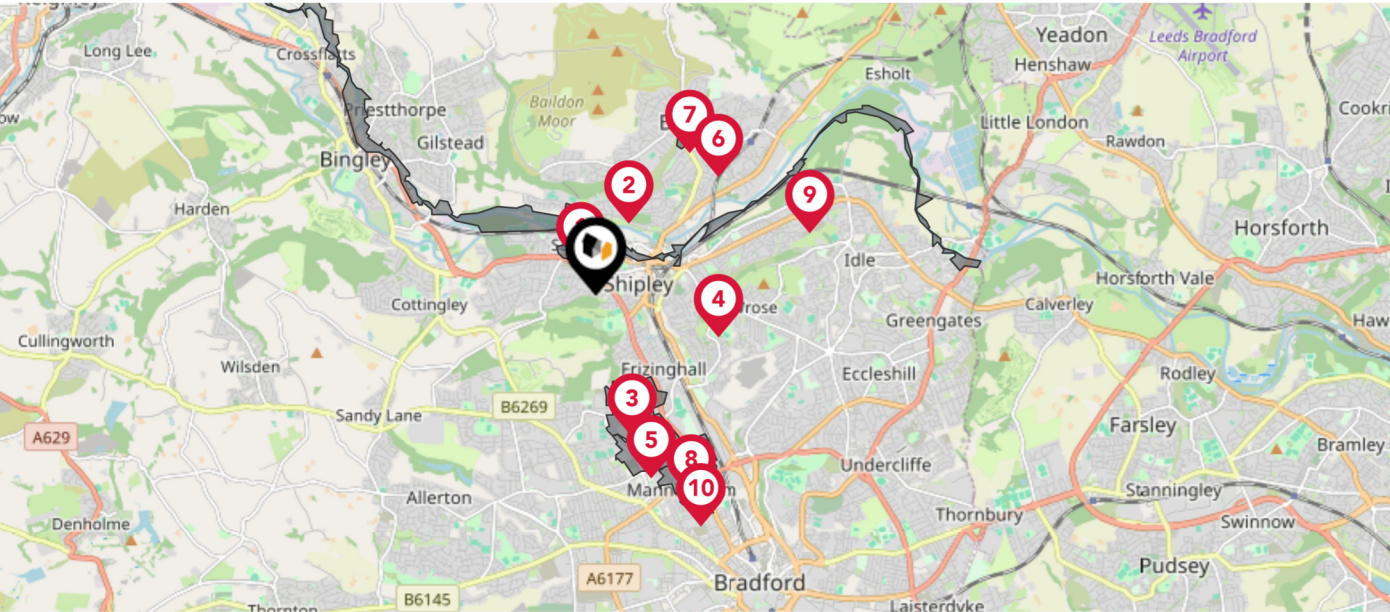 Long Lee
Crossflatts
Yeadon
Leeds Bradford
Airport
Henshaw
Esholt
Baildon
Moor
Priestthorpe
Gilstead
Little London
Rawdon
Bingley
7
6
2
9
Harden
Horsforth
Idle
Shipley
Horsforth Vale
Cottingley
4
Calverley
Greengates
Cullingworth
Wilsden
Frizinghall
Eccleshill
Rodley
3
B6269
Sandy Lane
A629
5
Farsley
Bramley
8
Undercliffe
10
Allerton
Stanningley
Denholme
Thornbury
Swinnow
Pudsey
A6177
Bradford
B6145
Thornton
Laisterdyke